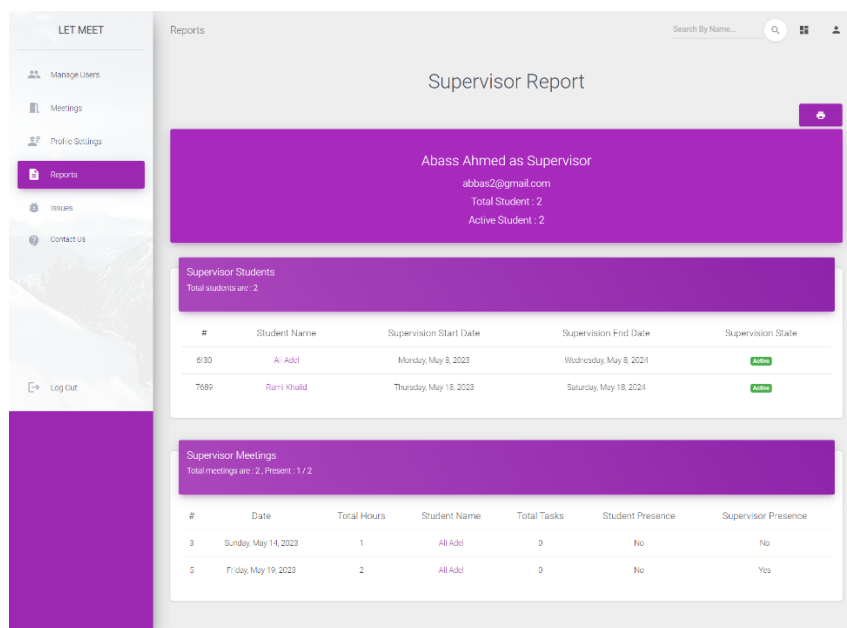 LET MEET
Reports
Search By Name...
Manage Users
Meetings
Profile Settings
Reports
Issues
Contact Us
Log Out
Supervisor Report
Abass Ahmed as Supervisor
abbas2@gmail.com
Total Student : 2
Active Student : 2
Supervisor Students
Total students are : 2
# Student Name Supervision Start Date Supervision End Date Supervision State
6130 Ali Adel Monday, May 8, 2023 Wednesday, May 8, 2024 Active
7689 Rami Khalid Thursday, May 18, 2023 Saturday, May 18, 2024 Active
Supervisor Meetings
Total meetings are : 2 , Present : 1 / 2
# Date Total Hours Student Name Total Tasks Student Presence Supervisor Presence
3 Sunday, May 14, 2023 1 Ali Adel 0 No No
5 Friday, May 19, 2023 2 Ali Adel 0 No Yes